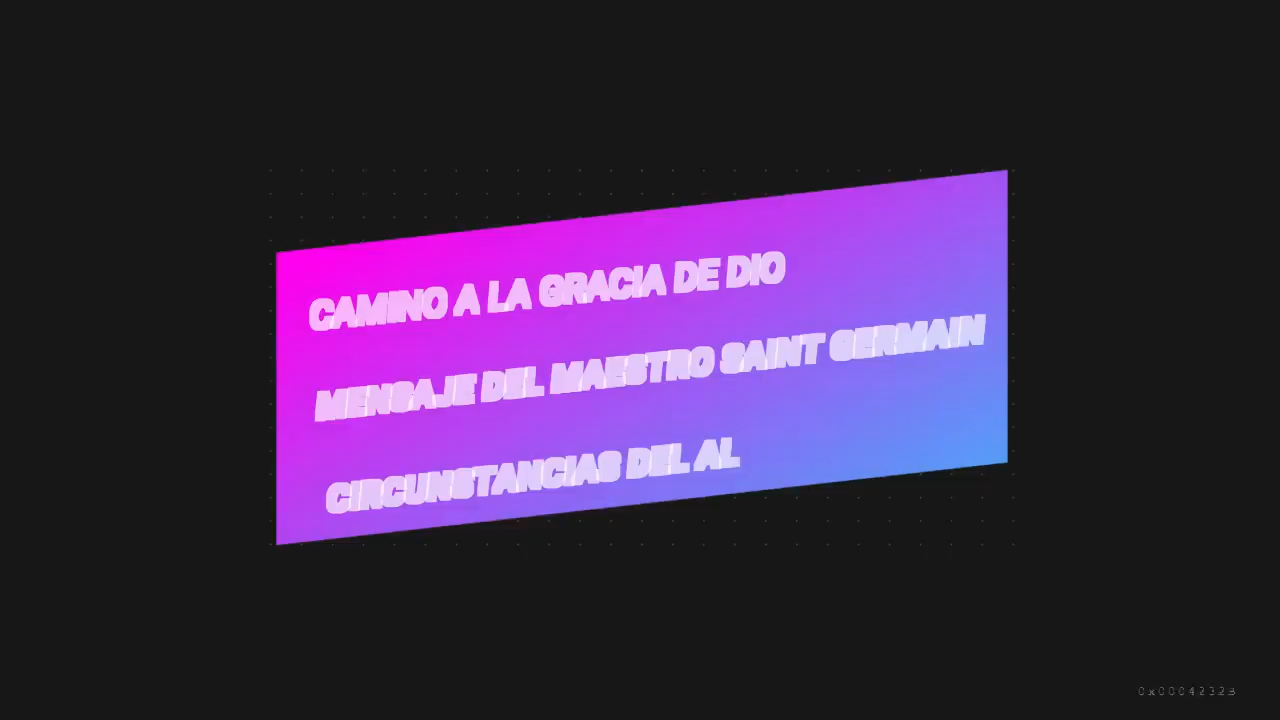 CAMINO A LA GRACIA DE DIO
MENSAJE DEL MAESTRO SAINT GERMAIN
CIRCUNSTANCIAS DEL AL